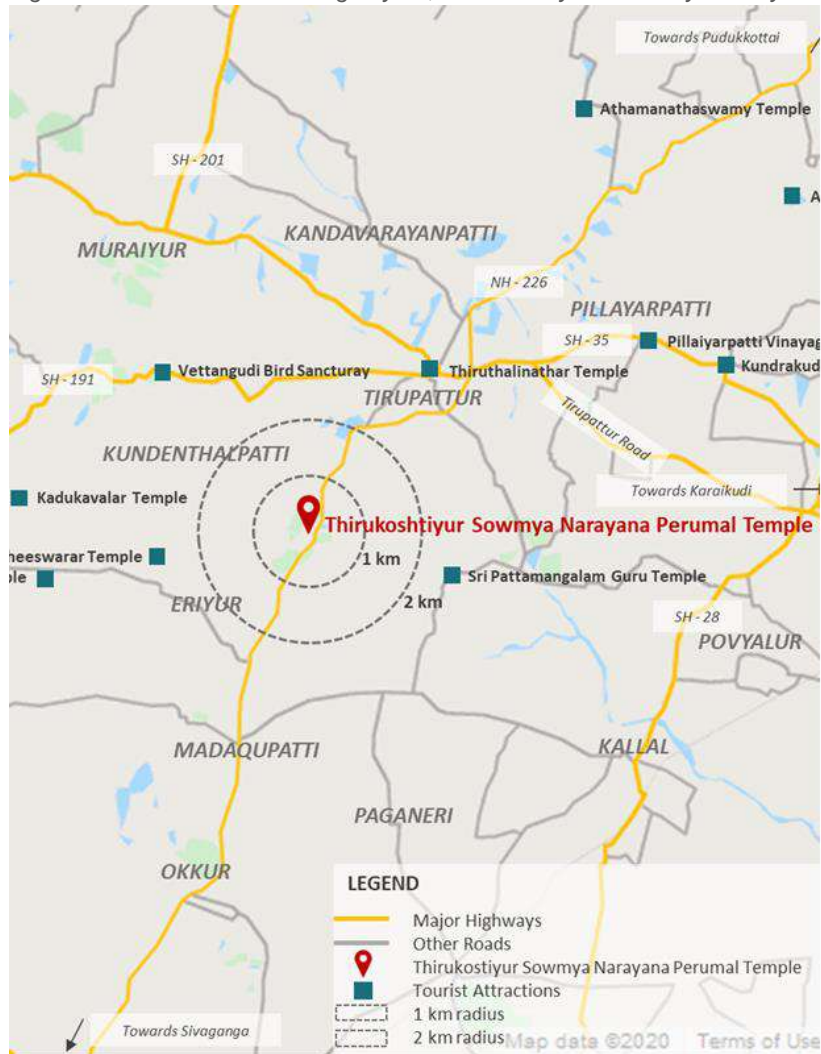 Towards Pudukkottai
Athamanathaswamy Temple
SH - 201
A
KANDAVARAYANPATTI
MURAIYUR
NH - 226
PILLAYARPATTI
SH - 35
Pillaiyarpatti Vinayag
Vettangudi Bird Sancturay
Thiruthalinathar Temple
Kundrakud
SH - 191
TIRUPATTUR
Tirupattur Road
KUNDENTHALPATTI
Towards Karaikudi
Kadukavalar Temple
Thirukoshtiyur Sowmya Narayana Perumal Temple
heeswarar Temple
1 km
ple
Sri Pattamangalam Guru Temple
2 km
ERIYUR
SH - 28
POVYALUR
MADAQUPATTI
KALLAL
PAGANERI
OKKUR
LEGEND
Major Highways
Other Roads
Thirukostiyur Sowmya Narayana Perumal Temple
Tourist Attractions
1 km radius
2 km radius
Towards Sivaganga
Map data ©2020
Terms of Use